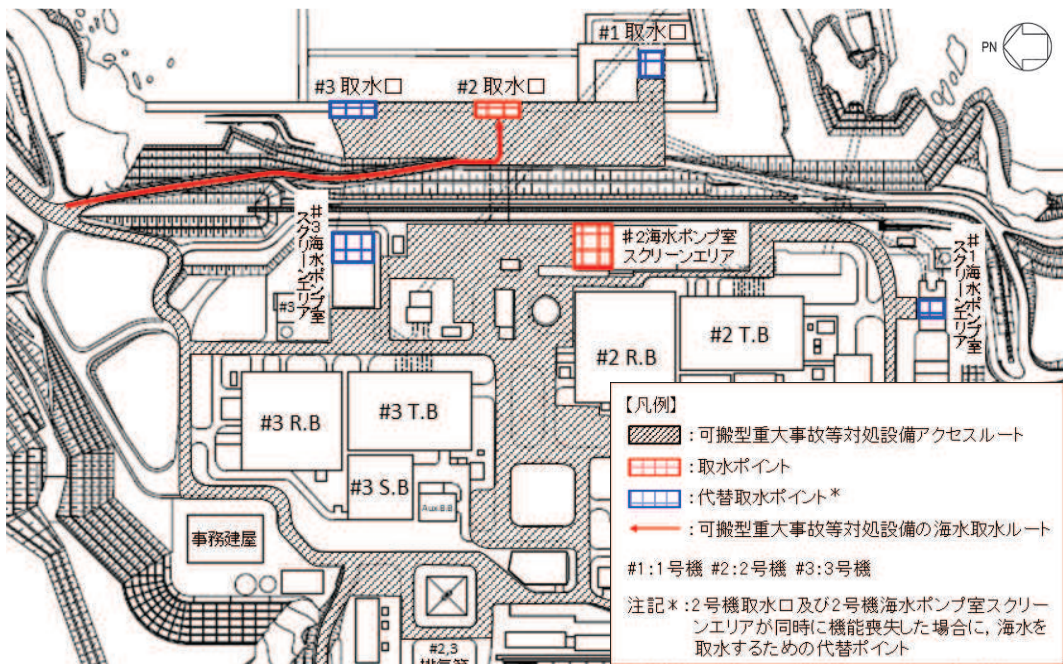 #1 取水口
PN
#3 取水口
#2 取水口
#3海水ポンプ室
スクリーンエリア
#2海水ポンプ室
スクリーンエリア
#1海水ポンプ室
スクリーンエリア
#3
#2 R.B
#2 T.B
#3 R.B
#3 T.B
#3 S.B
Aux B.B
事務建屋
#2,3
【凡例】
:可搬型重大事故等対処設備アクセスルート
:取水ポイント
:代替取水ポイント*
:可搬型重大事故等対処設備の海水取水ルート
#1:1号機 #2:2号機 #3:3号機
注記*:2号機取水口及び2号機海水ポンプ室スクリー
ンエリアが同時に機能喪失した場合に,海水を
取水するための代替ポイント